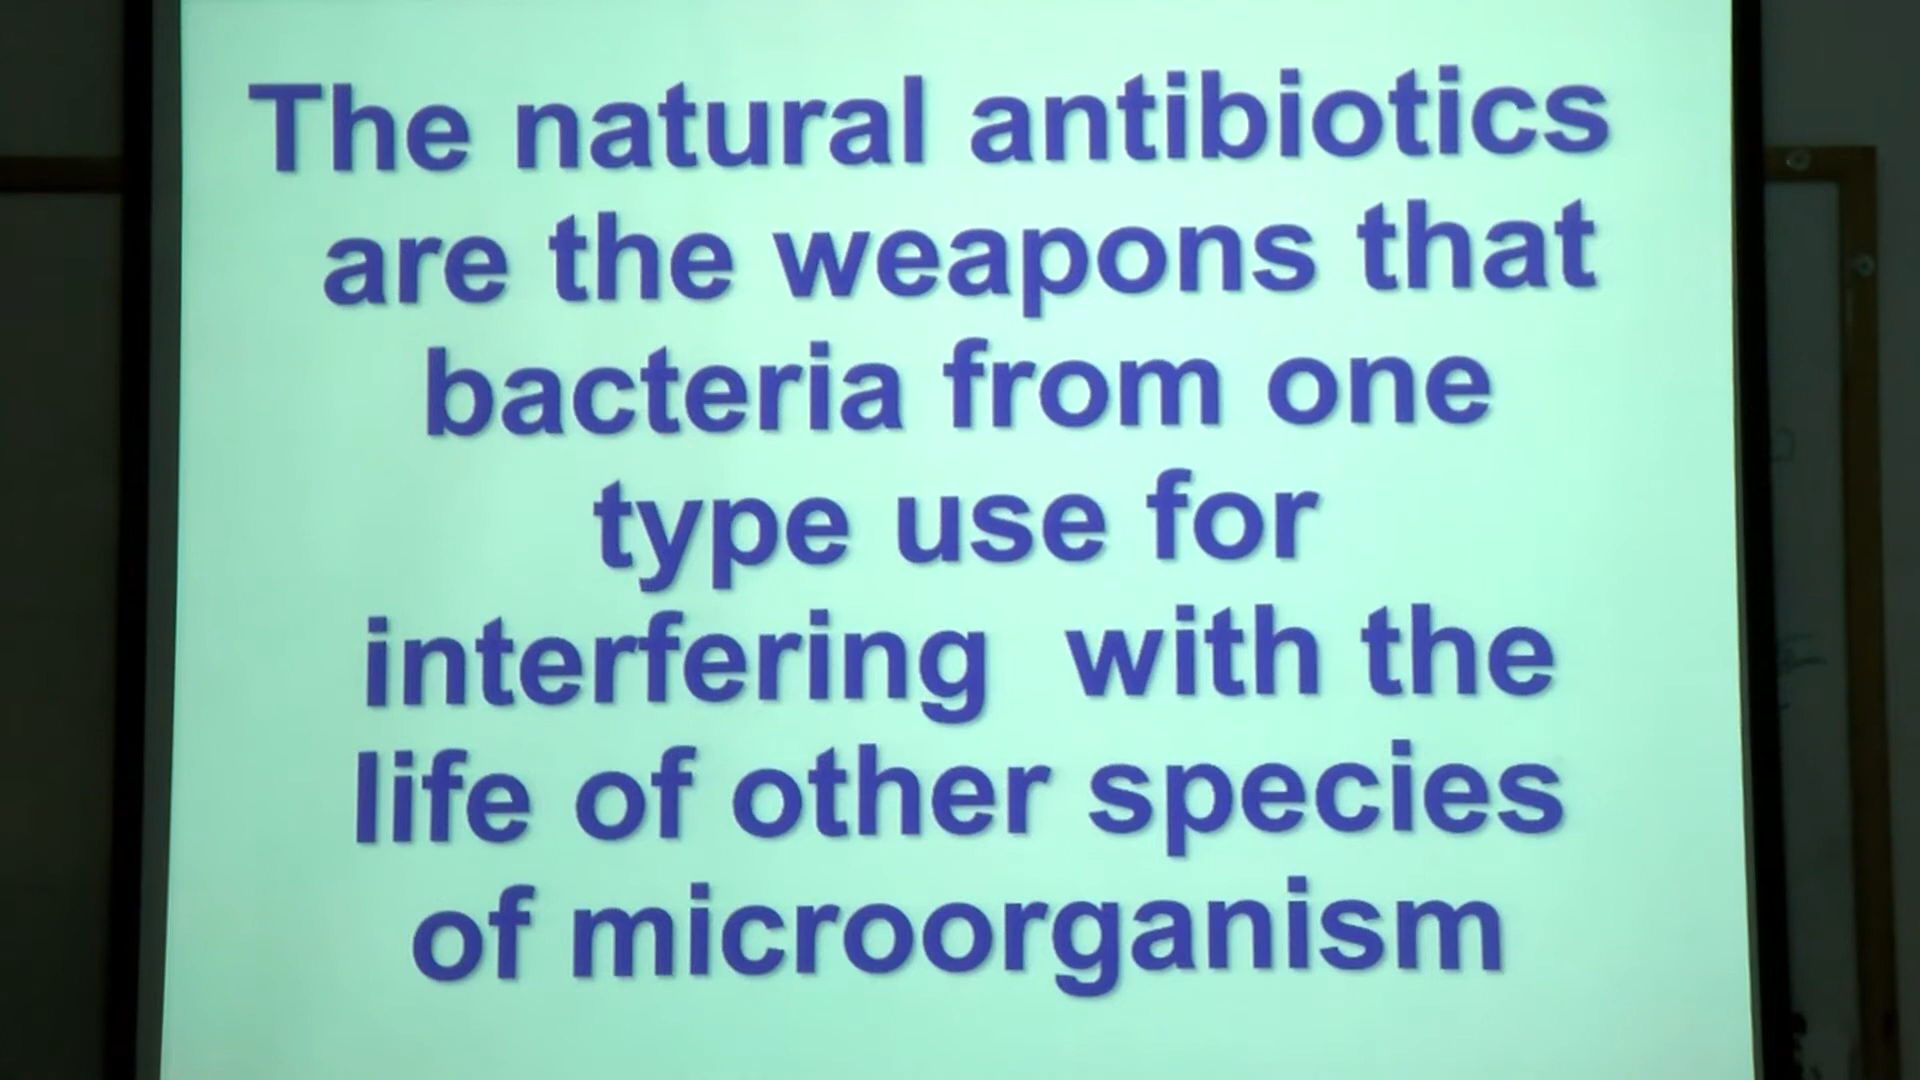 The natural antibiotics
are the weapons that
bacteria from one
type use for
interfering with the
life of other species
of microorganism